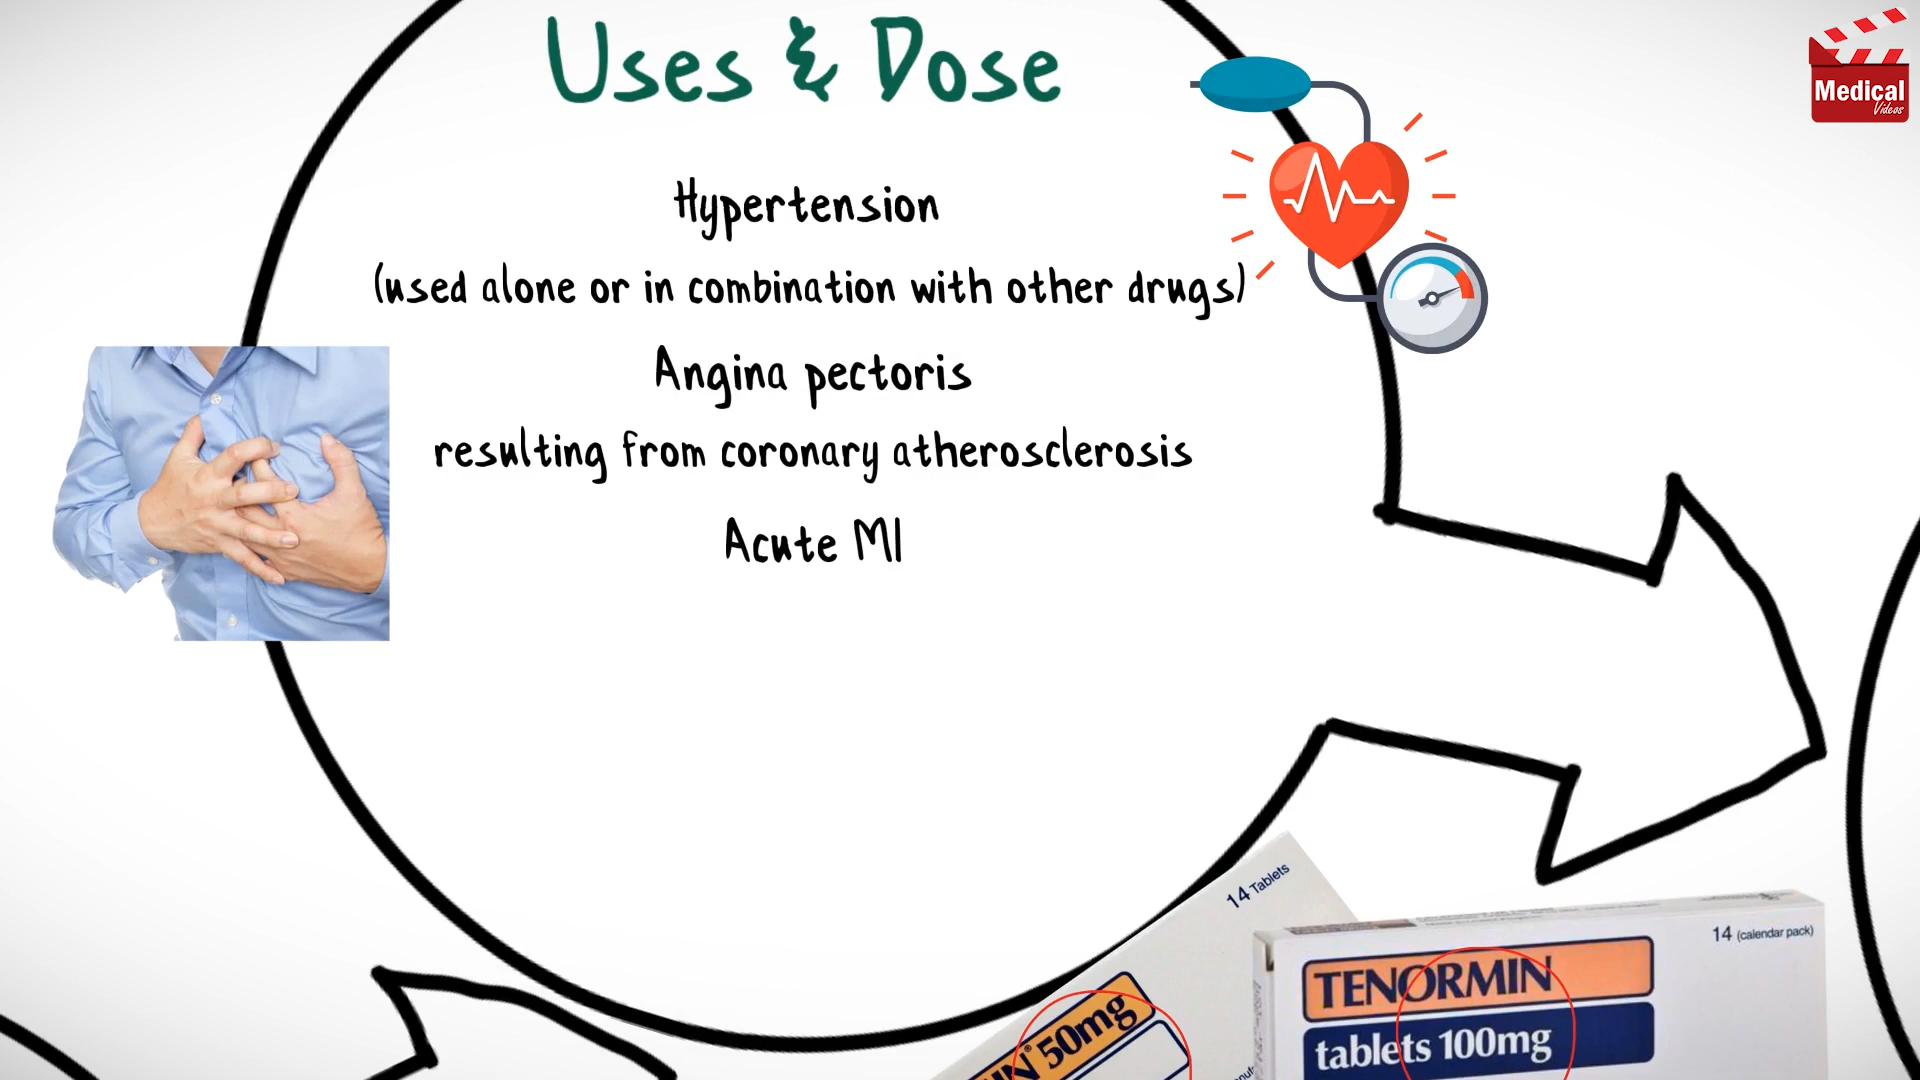 Uses & Dose
Medical
Videos
Hypertension
(used alone or in combination with other drugs)
Angina pectoris
resulting from coronary atherosclerosis
Acute MI
14 Tablets
50mg
14 (calendar pack)
TENORMIN
tablets 100mg